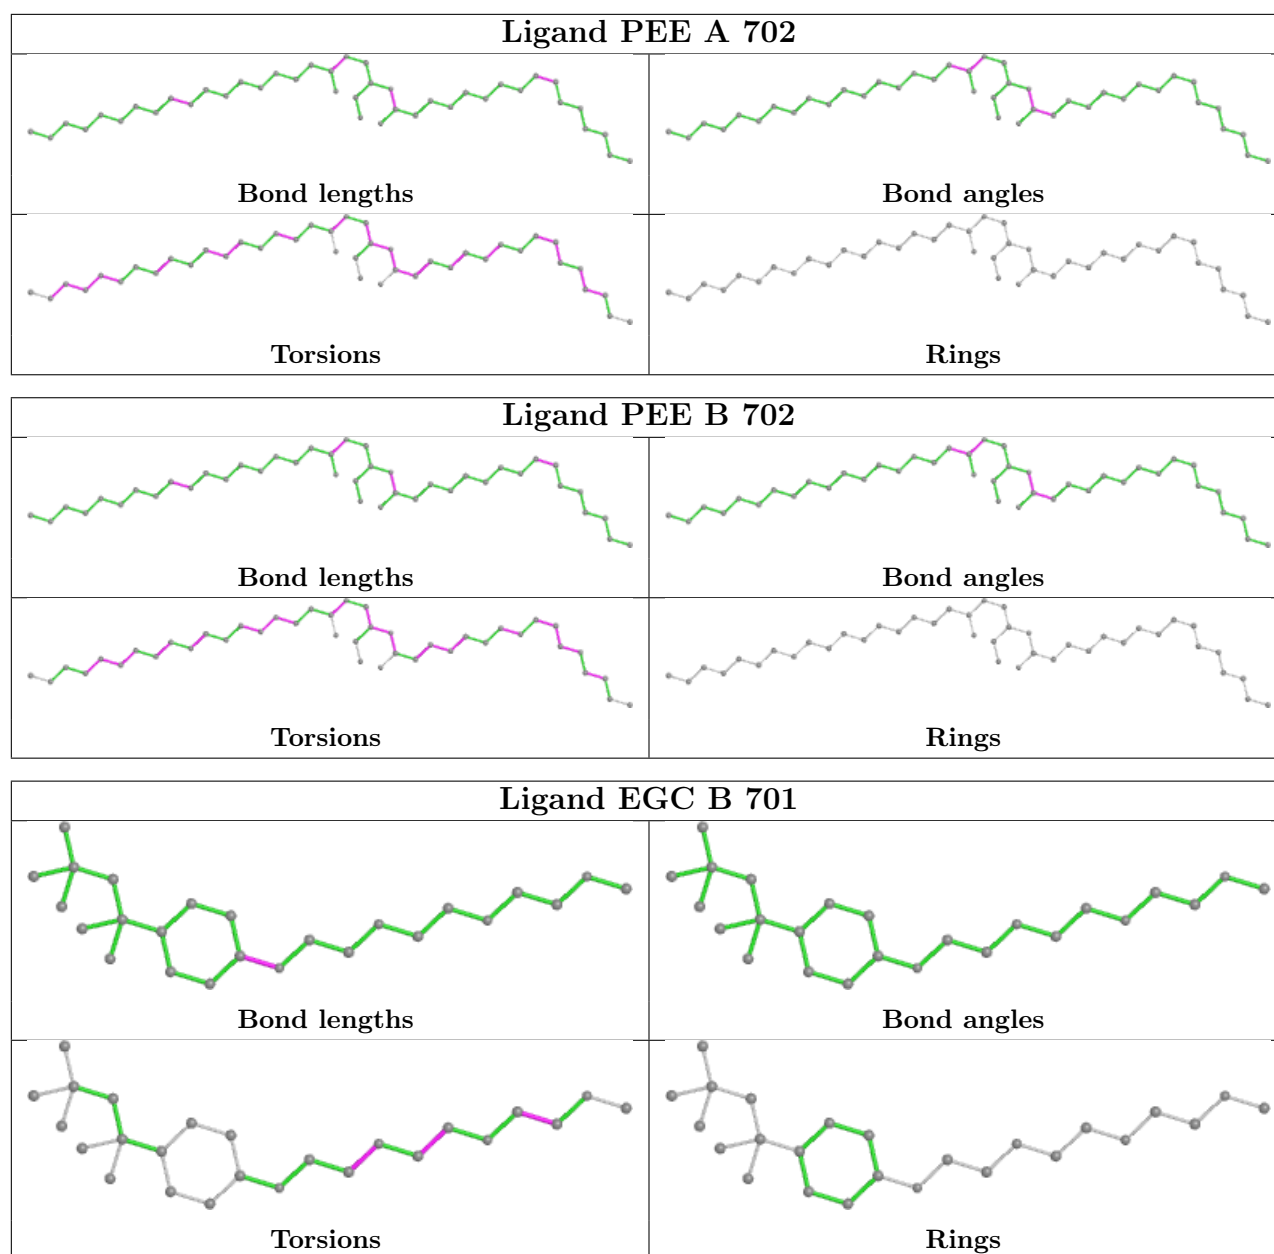 Ligand PEE A 702
Bond lengths
Bond angles
Torsions
Rings
Ligand PEE B 702
Bond lengths
Bond angles
Torsions
Rings
Ligand EGC B 701
Bond lengths
Bond angles
Torsions
Rings